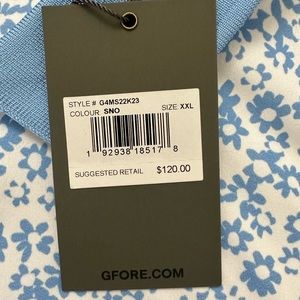 STYLE # G4MS22K23
COLOUR SNO SIZE XXL
1 92938 18517 8
SUGGESTED RETAIL $120.00
GFORE.COM